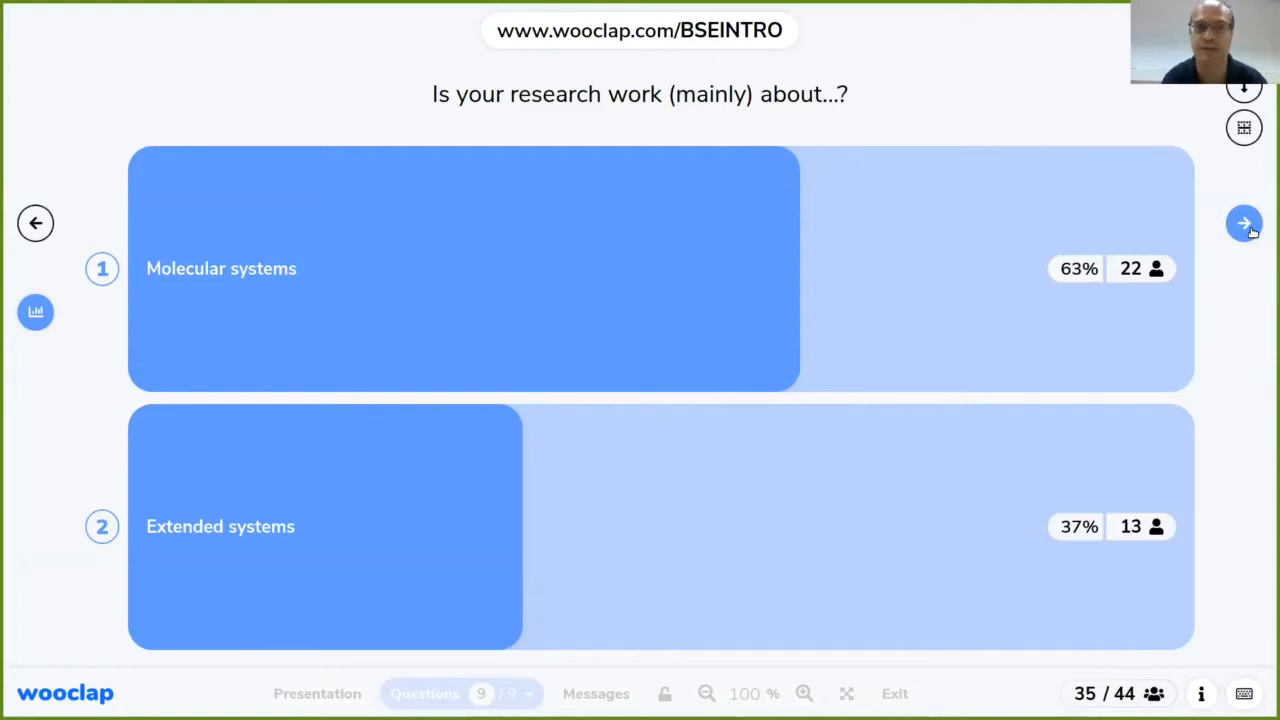 www.wooclap.com/BSEINTRO
Is your research work (mainly) about...?
1 Molecular systems 63% 22
2 Extended systems 37% 13
wooclap Presentation Questions 9 / 9 Messages 100 % Exit 35 / 44 i